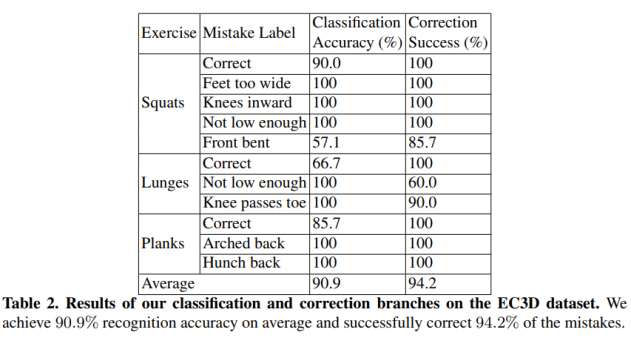 Exercise Mistake Label Classification Accuracy (%) Correction Success (%)
Squats Correct 90.0 100
Feet too wide 100 100
Knees inward 100 100
Not low enough 100 100
Front bent 57.1 85.7
Lunges Correct 66.7 100
Not low enough 100 60.0
Knee passes toe 100 90.0
Planks Correct 85.7 100
Arched back 100 100
Hunch back 100 100
Average 90.9 94.2
Table 2. Results of our classification and correction branches on the EC3D dataset. We
achieve 90.9% recognition accuracy on average and successfully correct 94.2% of the mistakes.